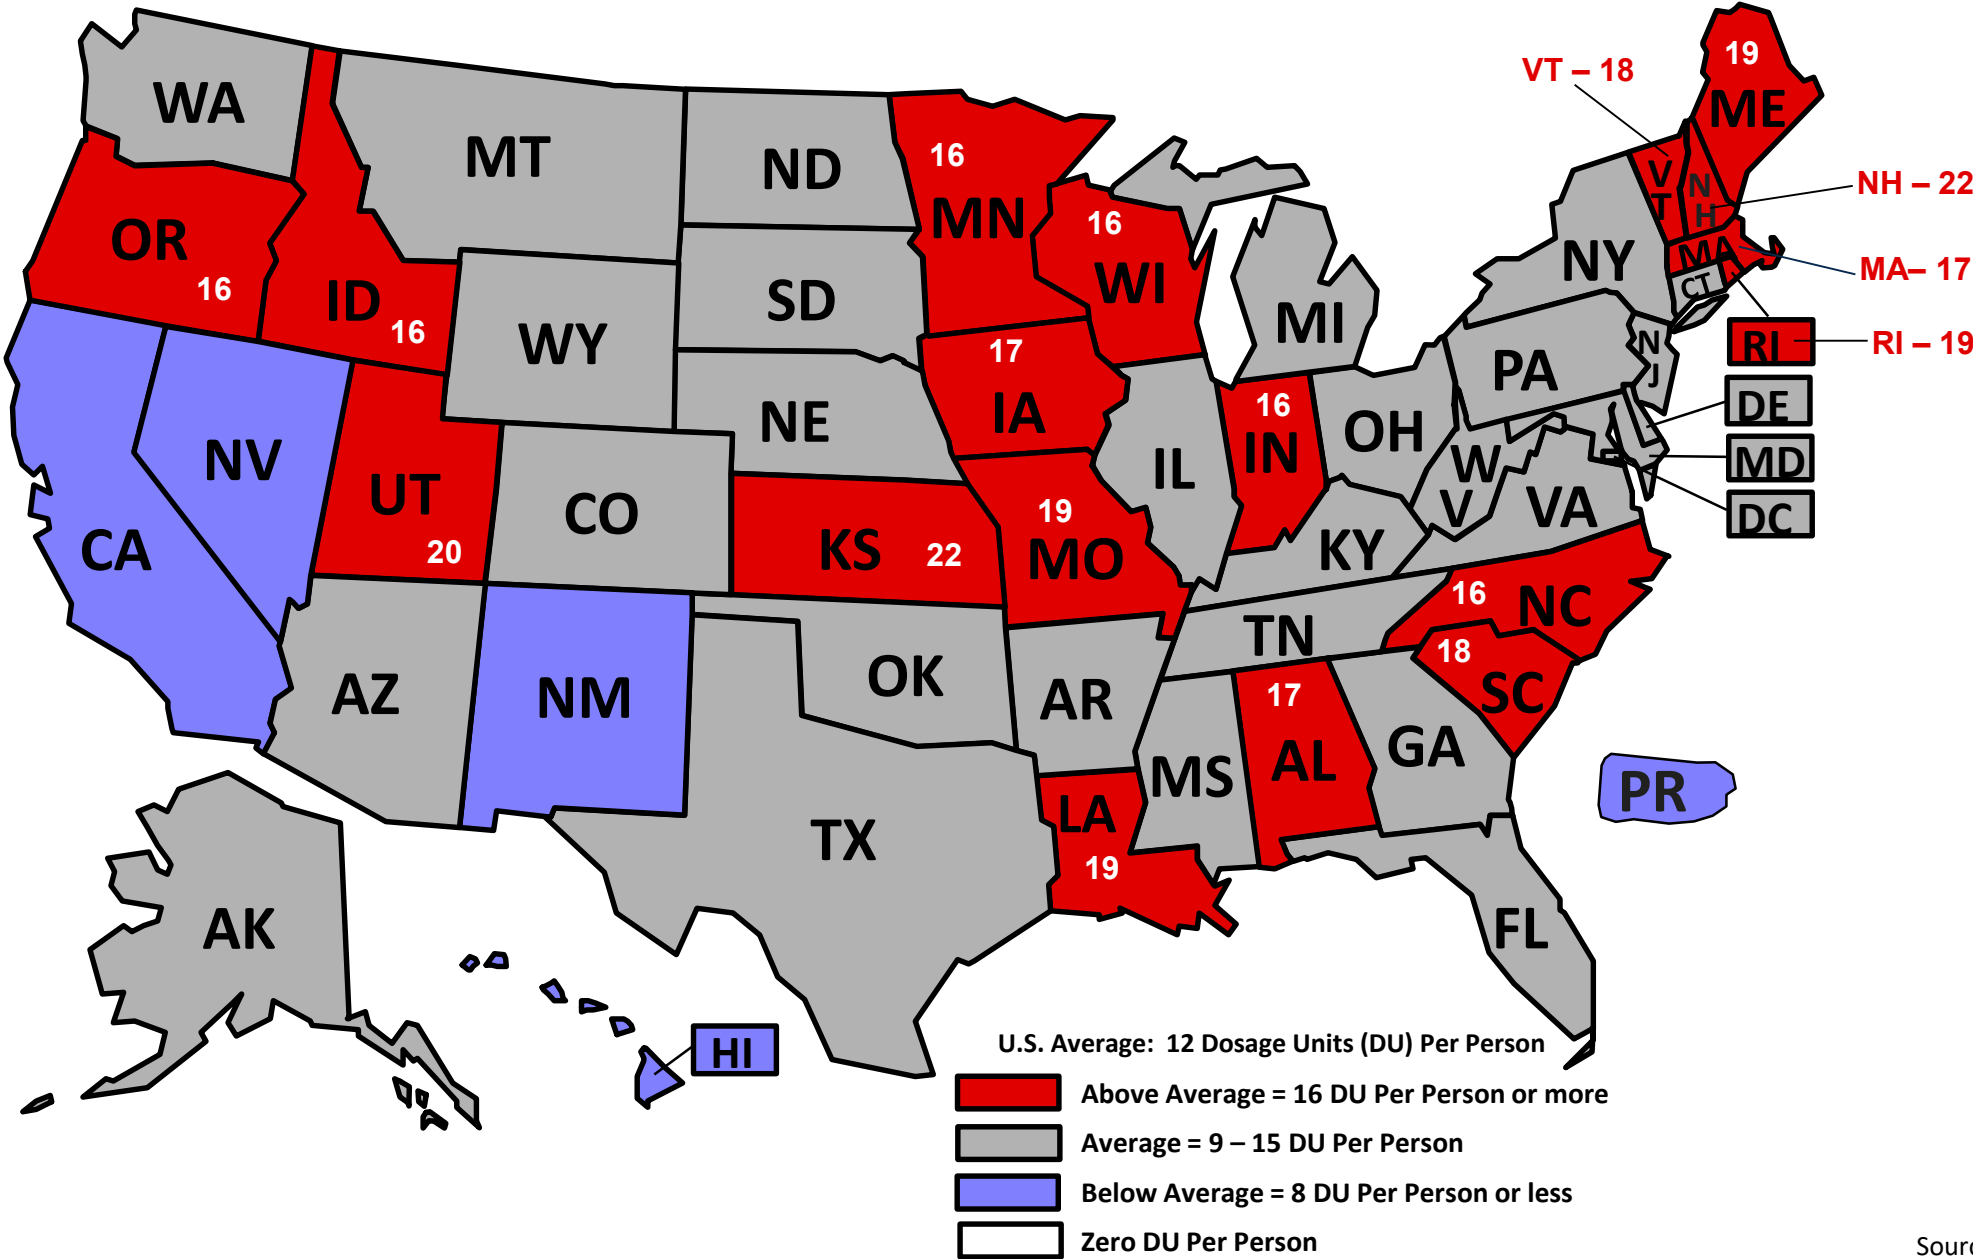 19
VT – 18
ME
WA
MT
ND
16
MN
V
T
N
H
NH – 22
OR
16
ID
16
16
WI
NY
MA
MA– 17
CT
SD
WY
MI
17
IA
PA
N
J
RI
RI – 19
DE
NE
16
IN
OH
IL
W
V
MD
NV
UT
20
CO
KS
22
19
MO
KY
VA
DC
CA
16
NC
TN
18
SC
AZ
NM
OK
AR
17
AL
GA
MS
LA
19
PR
TX
AK
FL
HI
U.S. Average: 12 Dosage Units (DU) Per Person
Above Average = 16 DU Per Person or more
Average = 9 – 15 DU Per Person
Below Average = 8 DU Per Person or less
Zero DU Per Person